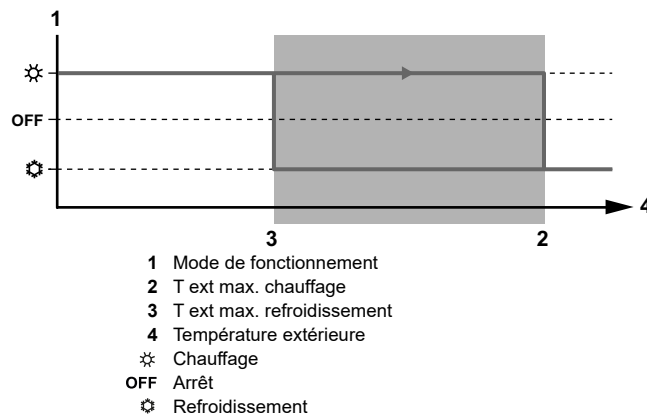 1
OFF
4
3 2
1 Mode de fonctionnement
2 T ext max. chauffage
3 T ext max. refroidissement
4 Température extérieure
Chauffage
OFF Arrêt
Refroidissement